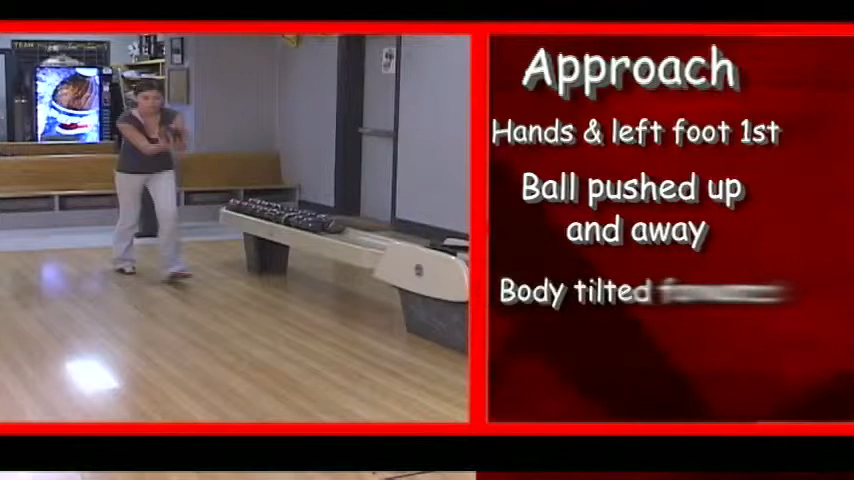 Approach
Hands & left foot 1st
Ball pushed up
and away
Body tilted